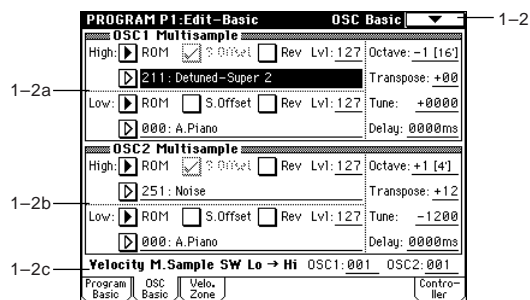 PROGRAM P1:Edit-Basic OSC Basic 1–2
OSC1 Multisample
High: ROM S.Offset Rev Lvl: 127 Octave: -1 [16']
211: Detuned-Super 2 Transpose: +00
1–2a
Low: ROM S.Offset Rev Lvl: 127 Tune: +0000
000: A.Piano Delay: 0000ms
OSC2 Multisample
High: ROM S.Offset Rev Lvl: 127 Octave: +1 [4']
251: Noise Transpose: +12
1–2b
Low: ROM S.Offset Rev Lvl: 127 Tune: -1200
000: A.Piano Delay: 0000ms
1–2c Velocity M.Sample SW Lo → Hi OSC1: 001 OSC2: 001
Program Basic OSC Basic Velo. Zone Contro-ller